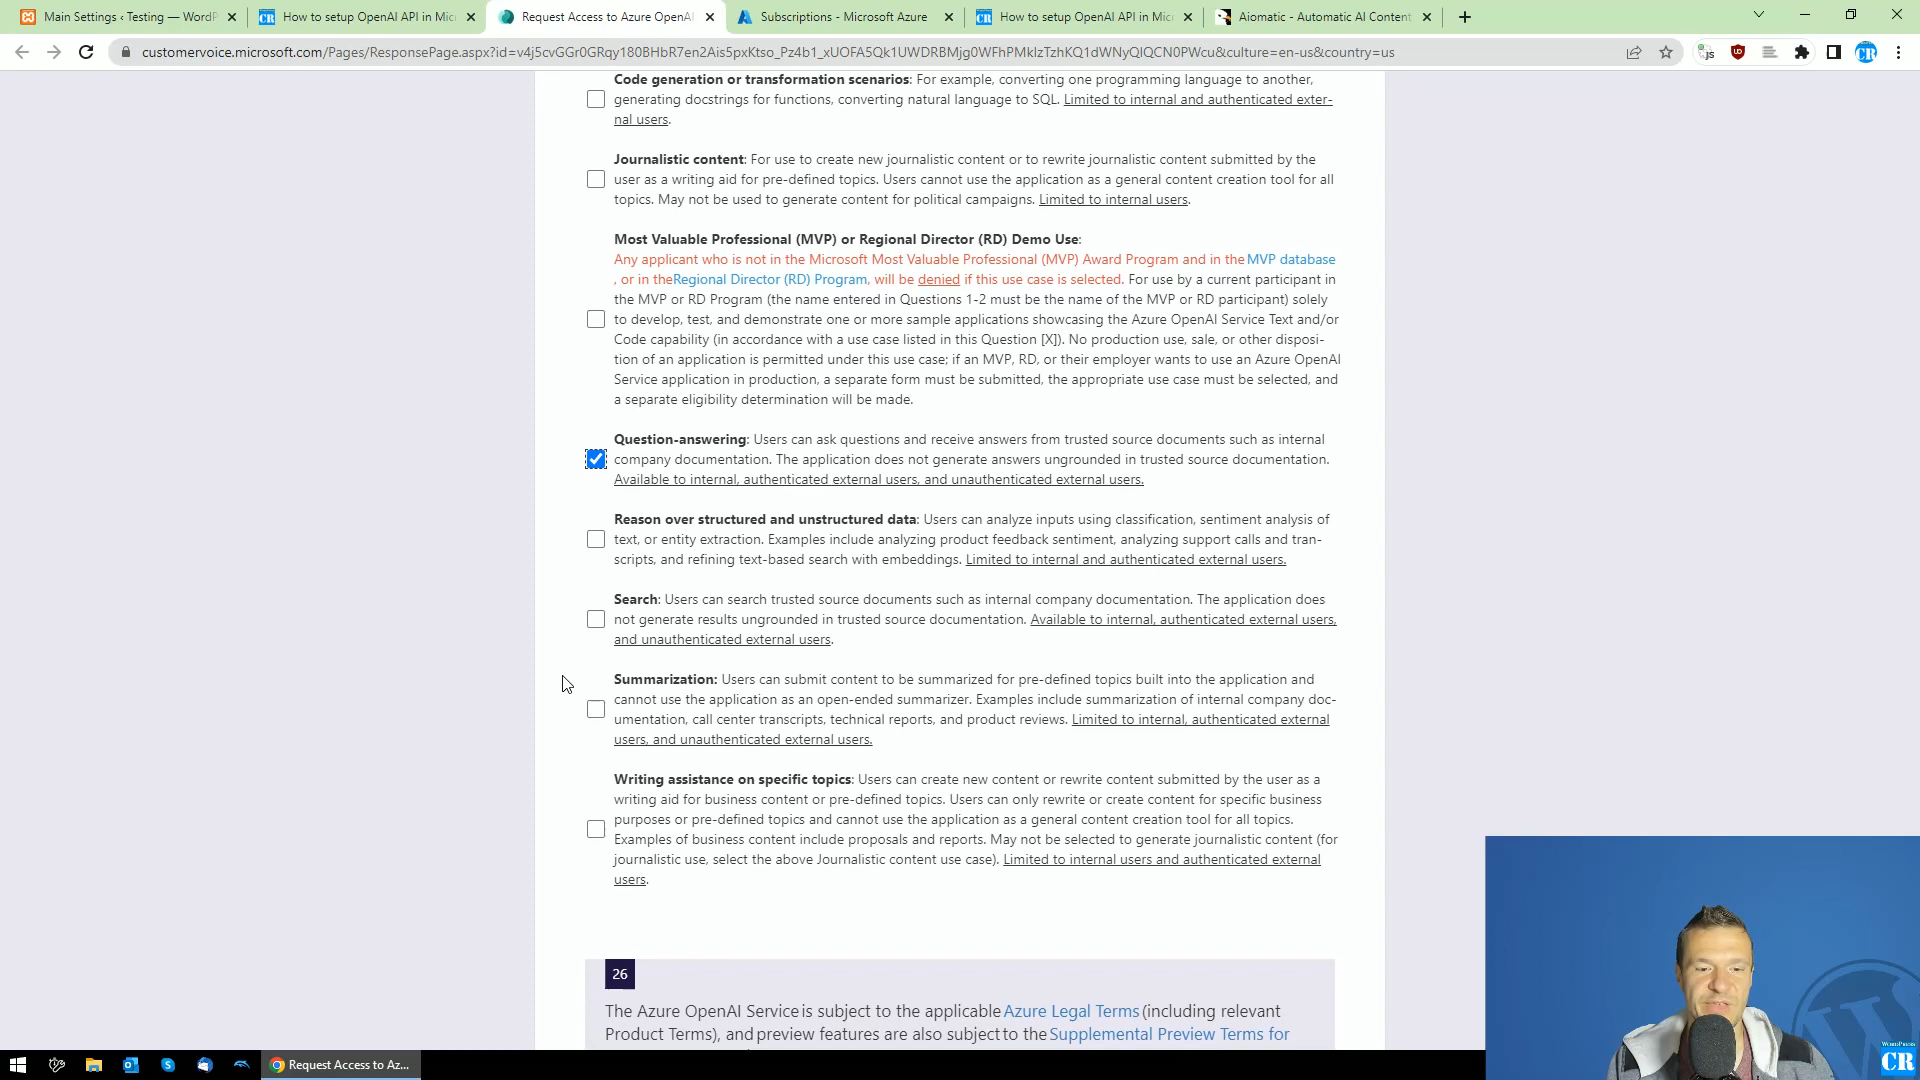 Main Settings ‹ Testing — WordP
How to setup OpenAI API in Mic
Request Access to Azure OpenAI
Subscriptions - Microsoft Azure
How to setup OpenAI API in Mic
Aiomatic - Automatic AI Content
customervoice.microsoft.com/Pages/ResponsePage.aspx?id=v4j5cvGGr0GRqy180BHbR7en2Ais5pxKtso_Pz4b1_xUOFA5Qk1UWDRBMjg0WFhPMkIzTzhKQ1dWNyQlQCN0PWcu&culture=en-us&country=us
Code generation or transformation scenarios: For example, converting one programming language to another,
generating docstrings for functions, converting natural language to SQL. Limited to internal and authenticated exter-
nal users.
Journalistic content: For use to create new journalistic content or to rewrite journalistic content submitted by the
user as a writing aid for pre-defined topics. Users cannot use the application as a general content creation tool for all
topics. May not be used to generate content for political campaigns. Limited to internal users.
Most Valuable Professional (MVP) or Regional Director (RD) Demo Use:
Any applicant who is not in the Microsoft Most Valuable Professional (MVP) Award Program and in the MVP database
, or in theRegional Director (RD) Program, will be denied if this use case is selected. For use by a current participant in
the MVP or RD Program (the name entered in Questions 1-2 must be the name of the MVP or RD participant) solely
to develop, test, and demonstrate one or more sample applications showcasing the Azure OpenAI Service Text and/or
Code capability (in accordance with a use case listed in this Question [X]). No production use, sale, or other disposi-
tion of an application is permitted under this use case; if an MVP, RD, or their employer wants to use an Azure OpenAI
Service application in production, a separate form must be submitted, the appropriate use case must be selected, and
a separate eligibility determination will be made.
Question-answering: Users can ask questions and receive answers from trusted source documents such as internal
company documentation. The application does not generate answers ungrounded in trusted source documentation.
Available to internal, authenticated external users, and unauthenticated external users.
Reason over structured and unstructured data: Users can analyze inputs using classification, sentiment analysis of
text, or entity extraction. Examples include analyzing product feedback sentiment, analyzing support calls and tran-
scripts, and refining text-based search with embeddings. Limited to internal and authenticated external users.
Search: Users can search trusted source documents such as internal company documentation. The application does
not generate results ungrounded in trusted source documentation. Available to internal, authenticated external users,
and unauthenticated external users.
Summarization: Users can submit content to be summarized for pre-defined topics built into the application and
cannot use the application as an open-ended summarizer. Examples include summarization of internal company doc-
umentation, call center transcripts, technical reports, and product reviews. Limited to internal, authenticated external
users, and unauthenticated external users.
Writing assistance on specific topics: Users can create new content or rewrite content submitted by the user as a
writing aid for business content or pre-defined topics. Users can only rewrite or create content for specific business
purposes or pre-defined topics and cannot use the application as a general content creation tool for all topics.
Examples of business content include proposals and reports. May not be selected to generate journalistic content (for
journalistic use, select the above Journalistic content use case). Limited to internal users and authenticated external
users.
26
The Azure OpenAI Service is subject to the applicable Azure Legal Terms (including relevant
Product Terms), and preview features are also subject to the Supplemental Preview Terms for
Request Access to Az...
WORDPRESS
CR